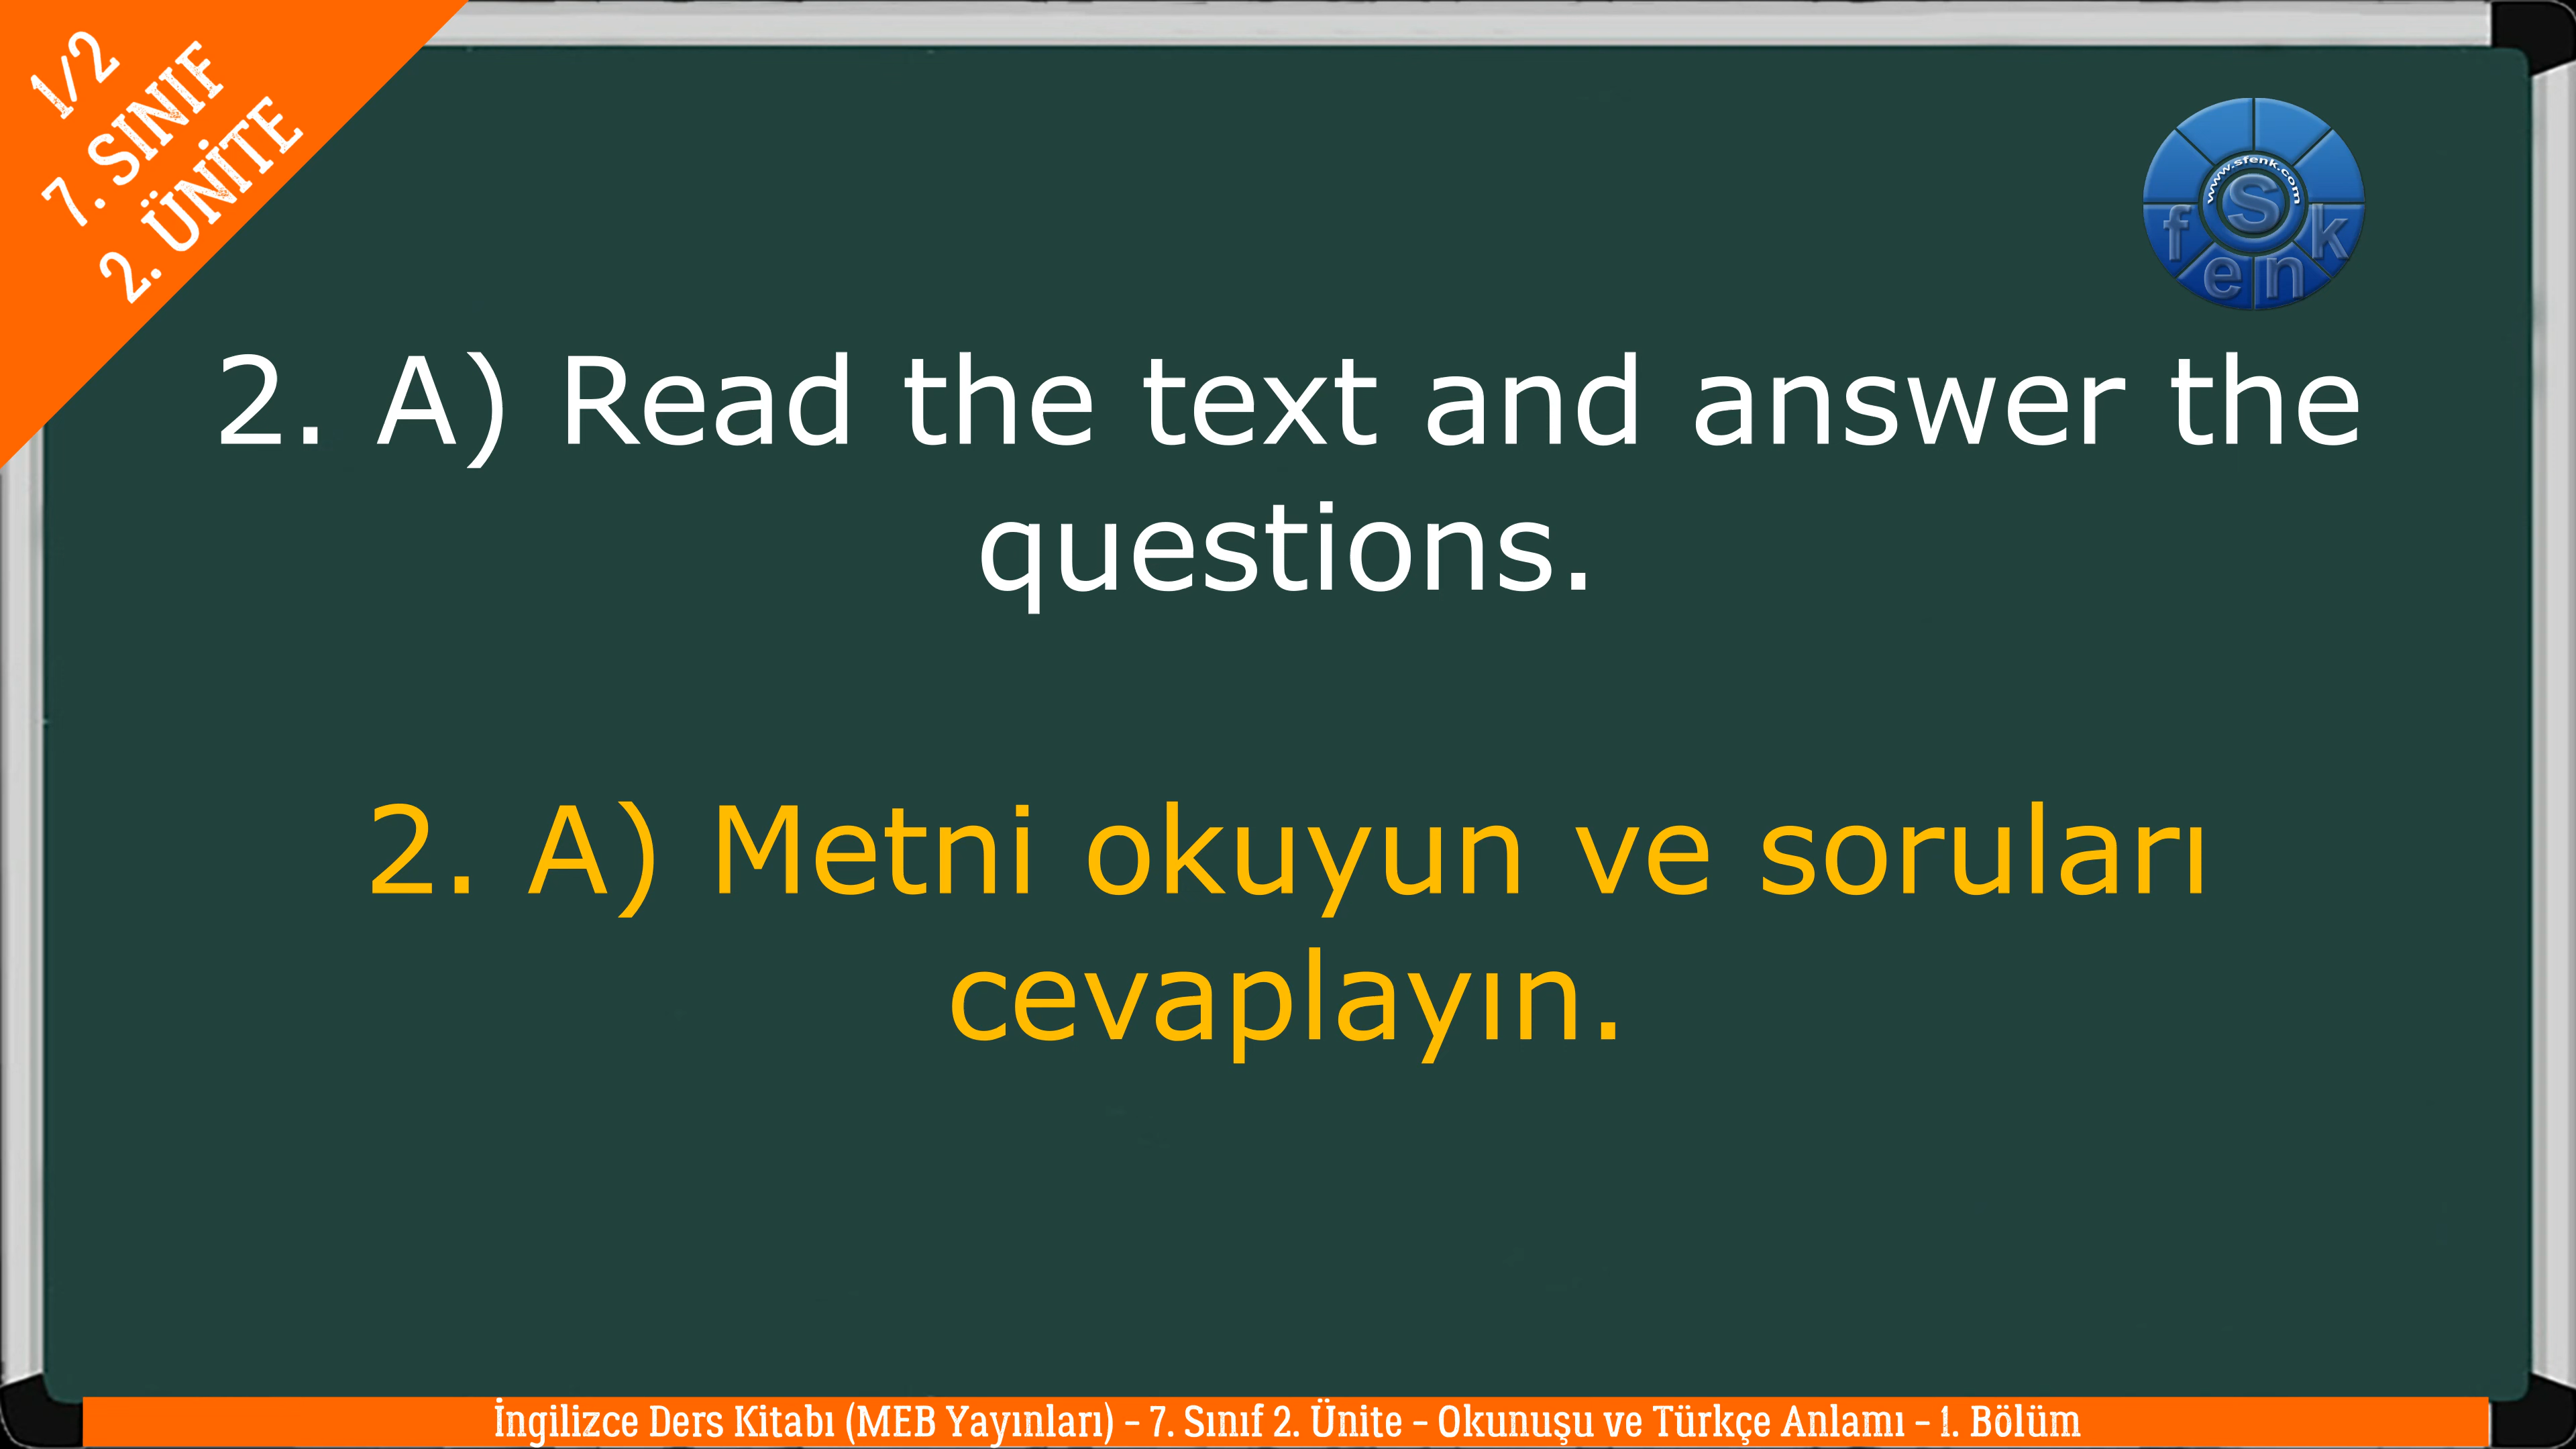 1/2
7. SINIF
2. ÜNİTE
www.sfenk.com
S
f e n k
2. A) Read the text and answer the
questions.
2. A) Metni okuyun ve soruları
cevaplayın.
İngilizce Ders Kitabı (MEB Yayınları) – 7. Sınıf 2. Ünite – Okunuşu ve Türkçe Anlamı – 1. Bölüm